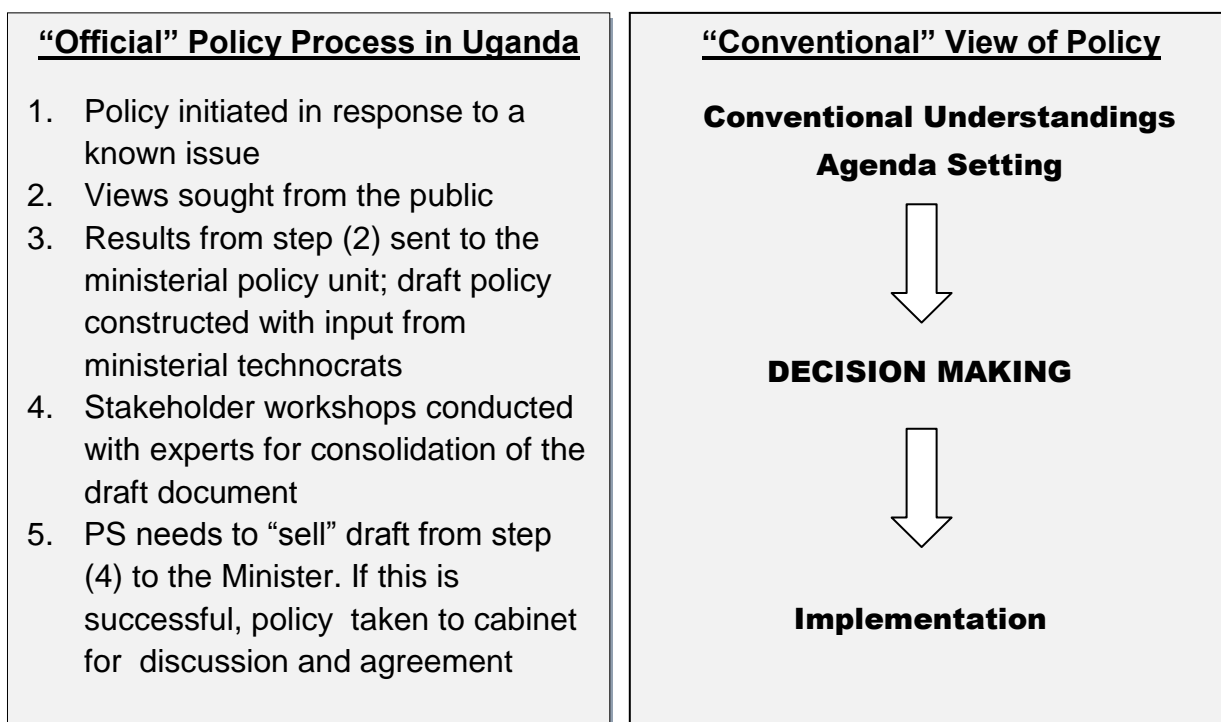 “Official” Policy Process in Uganda
1. Policy initiated in response to a
known issue
2. Views sought from the public
3. Results from step (2) sent to the
ministerial policy unit; draft policy
constructed with input from
ministerial technocrats
4. Stakeholder workshops conducted
with experts for consolidation of the
draft document
5. PS needs to “sell” draft from step
(4) to the Minister. If this is
successful, policy taken to cabinet
for discussion and agreement
“Conventional” View of Policy
Conventional Understandings
Agenda Setting
DECISION MAKING
Implementation